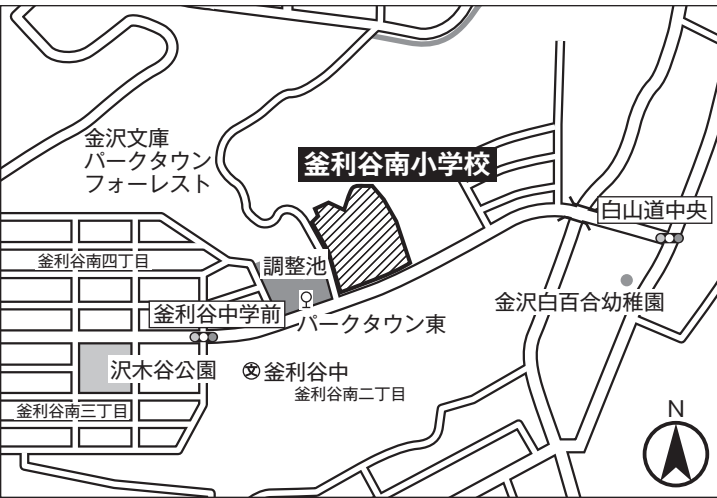 金沢文庫
パークタウン
フォーレスト
釜利谷南小学校
白山道中央
釜利谷南四丁目
調整池
金沢白百合幼稚園
釜利谷中学前
パークタウン東
沢木谷公園
文 釜利谷中
釜利谷南二丁目
釜利谷南三丁目
N